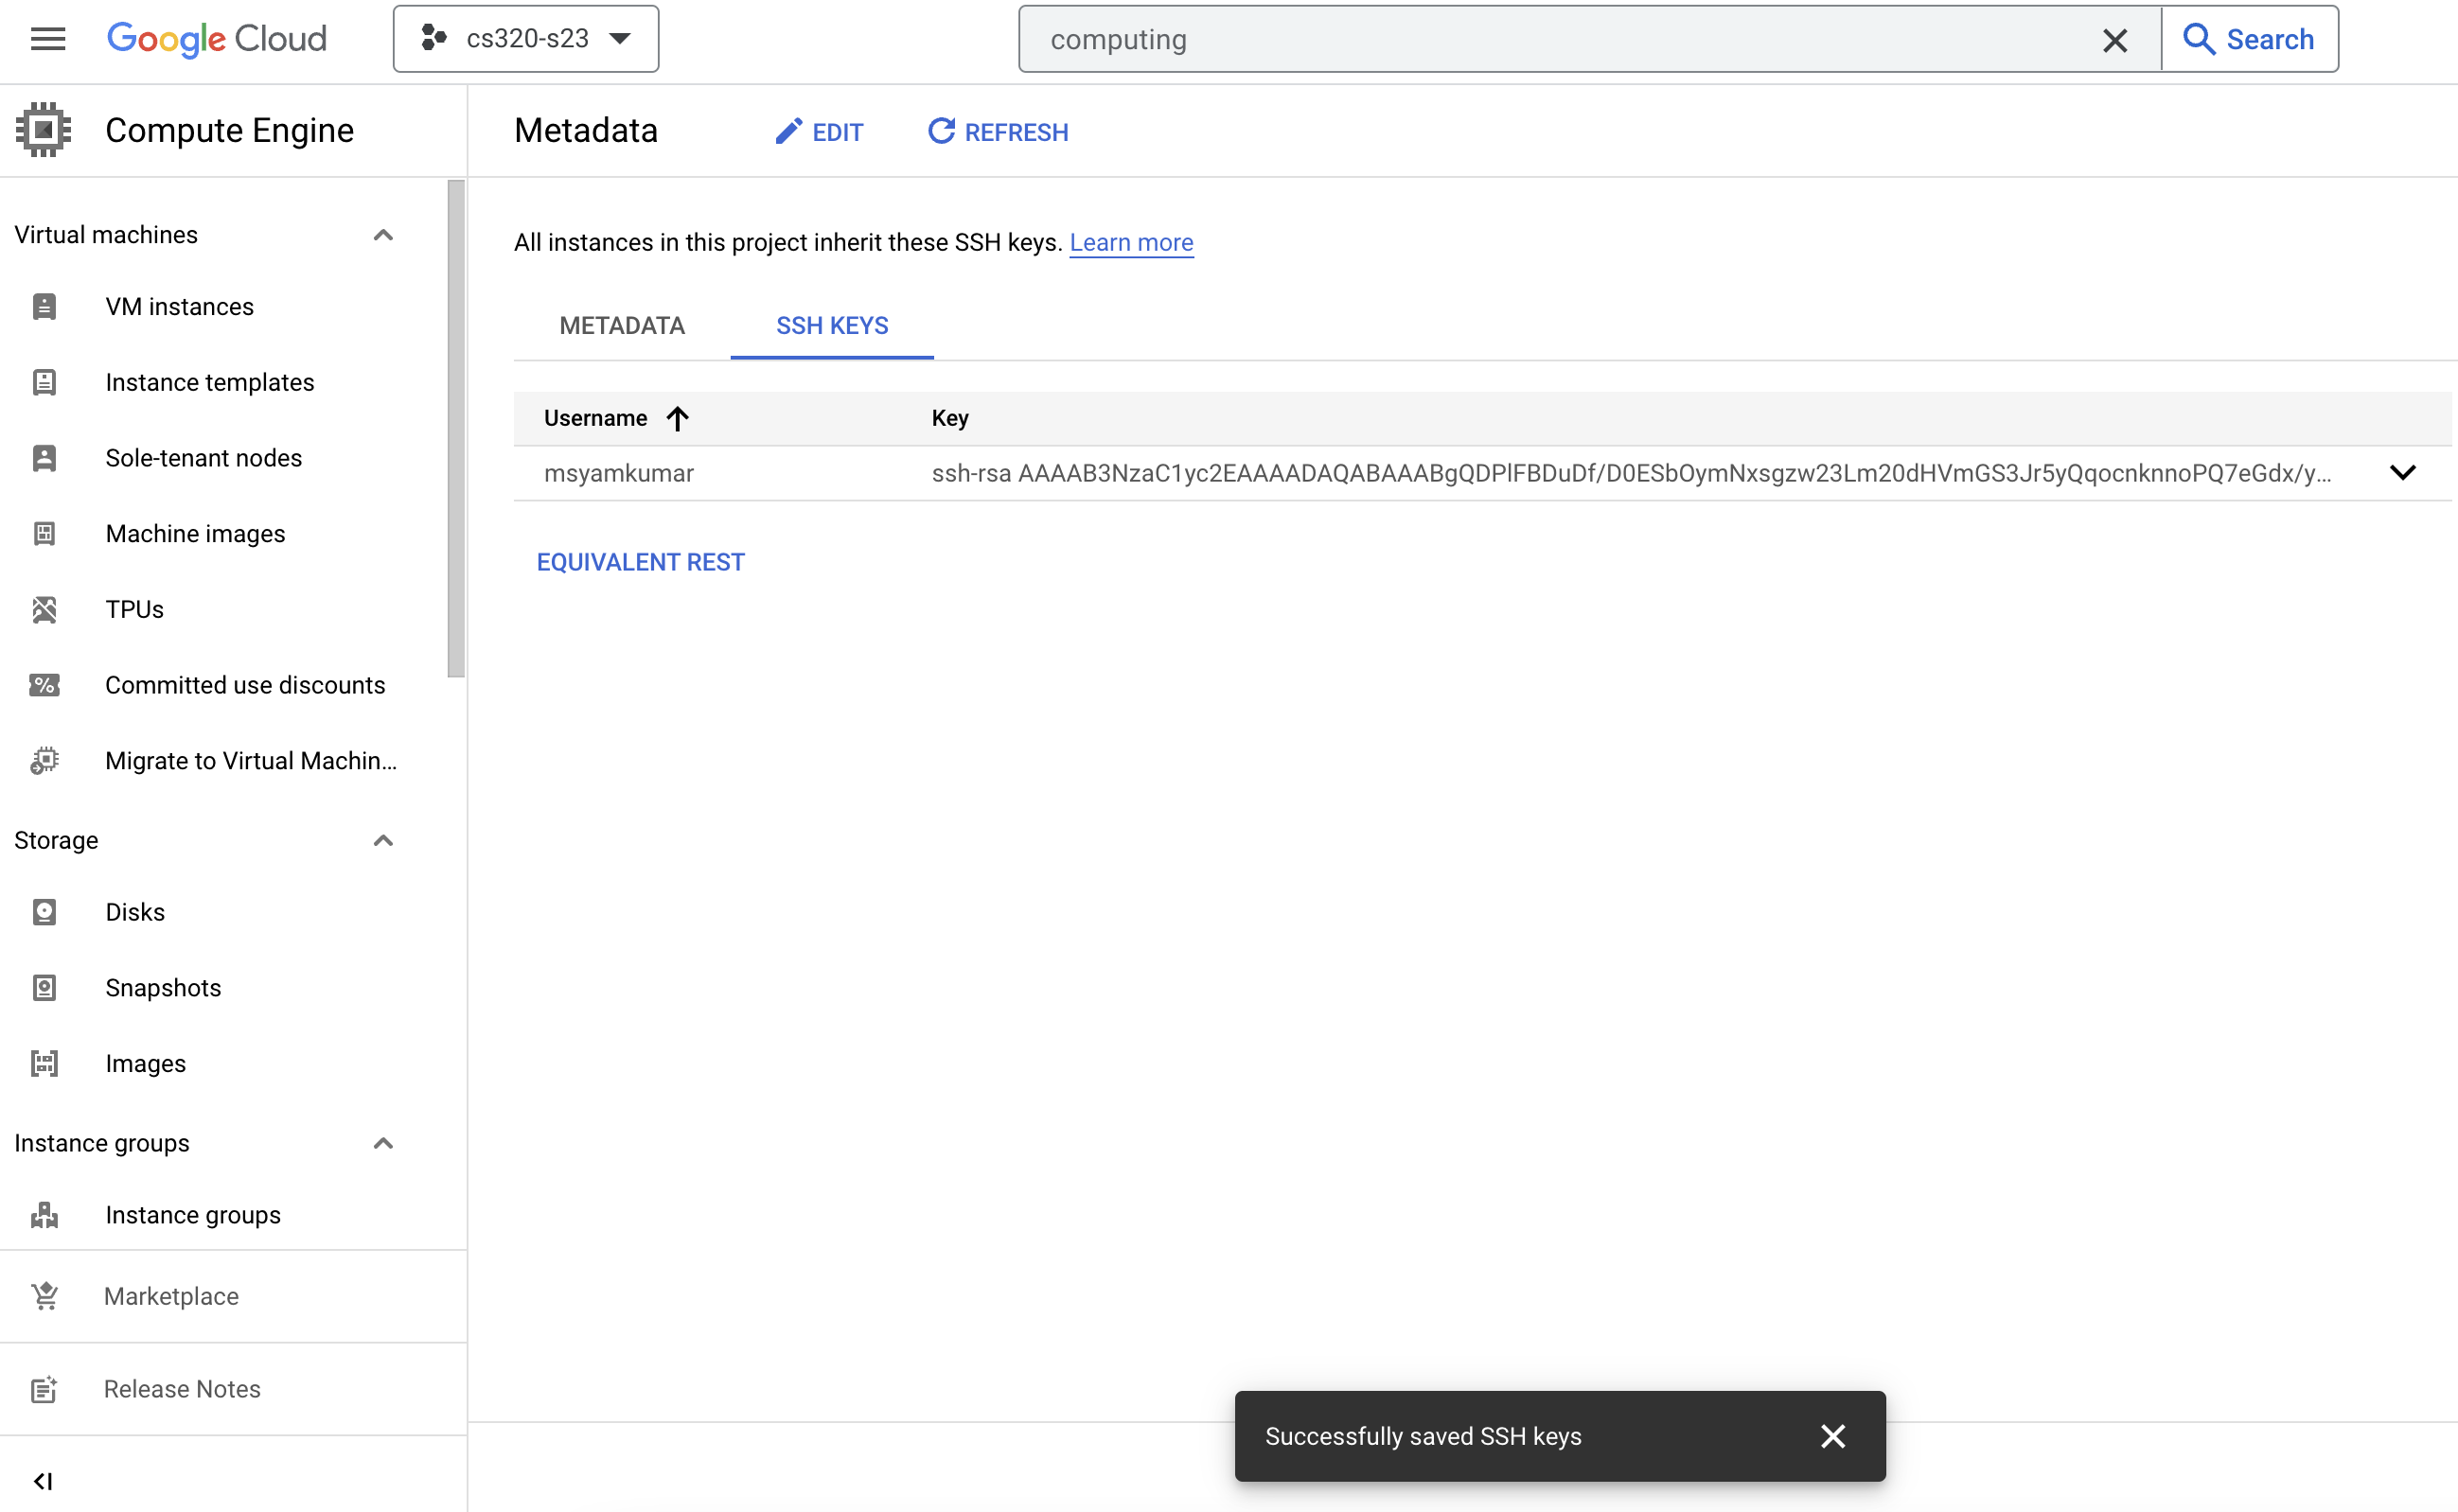 Google Cloud
cs320-s23
computing
Search
Compute Engine
Metadata
EDIT
REFRESH
Virtual machines
VM instances
Instance templates
Sole-tenant nodes
Machine images
TPUs
Committed use discounts
Migrate to Virtual Machin...
Storage
Disks
Snapshots
Images
Instance groups
Instance groups
Marketplace
Release Notes
All instances in this project inherit these SSH keys. Learn more
METADATA
SSH KEYS
Username
Key
msyamkumar
ssh-rsa AAAAB3NzaC1yc2EAAAADAQABAAABgQDPlFBDuDf/D0ESbOymNxsgzw23Lm20dHVmGS3Jr5yQqocnknnoPQ7eGdx/y...
EQUIVALENT REST
Successfully saved SSH keys